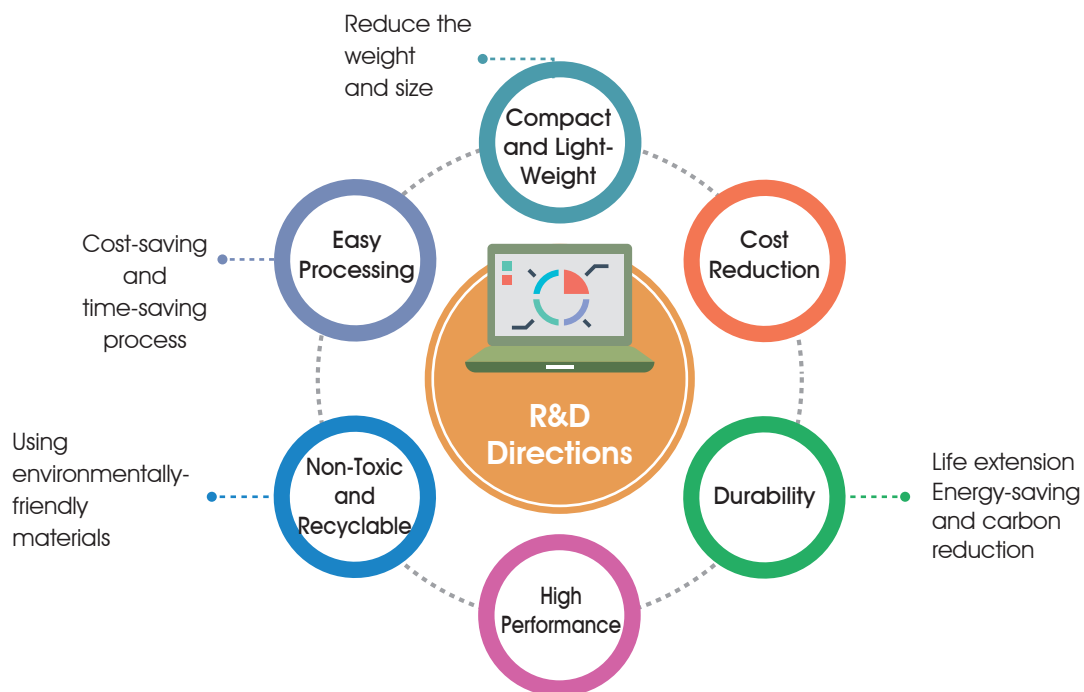 Reduce the
weight
and size
Compact
and Light-
Weight
Cost
Reduction
Easy
Processing
Cost-saving
and
time-saving
process
R&D
Directions
Non-Toxic
and
Recyclable
Using
environmentally-
friendly
materials
Durability
Life extension
Energy-saving
and carbon
reduction
High
Performance